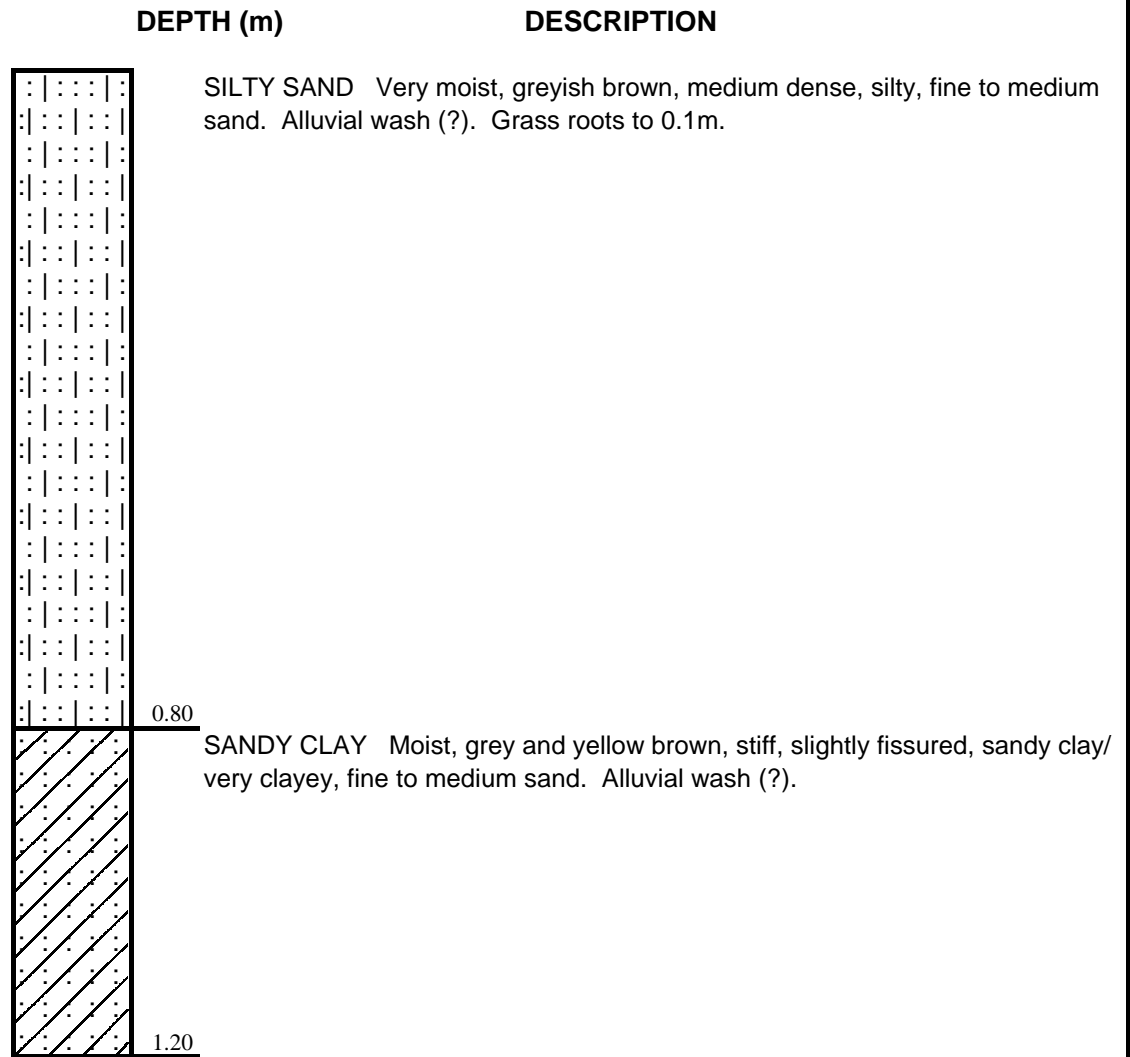 DEPTH (m) DESCRIPTION
SILTY SAND Very moist, greyish brown, medium dense, silty, fine to medium
sand. Alluvial wash (?). Grass roots to 0.1m.
0.80
SANDY CLAY Moist, grey and yellow brown, stiff, slightly fissured, sandy clay/
very clayey, fine to medium sand. Alluvial wash (?).
1.20